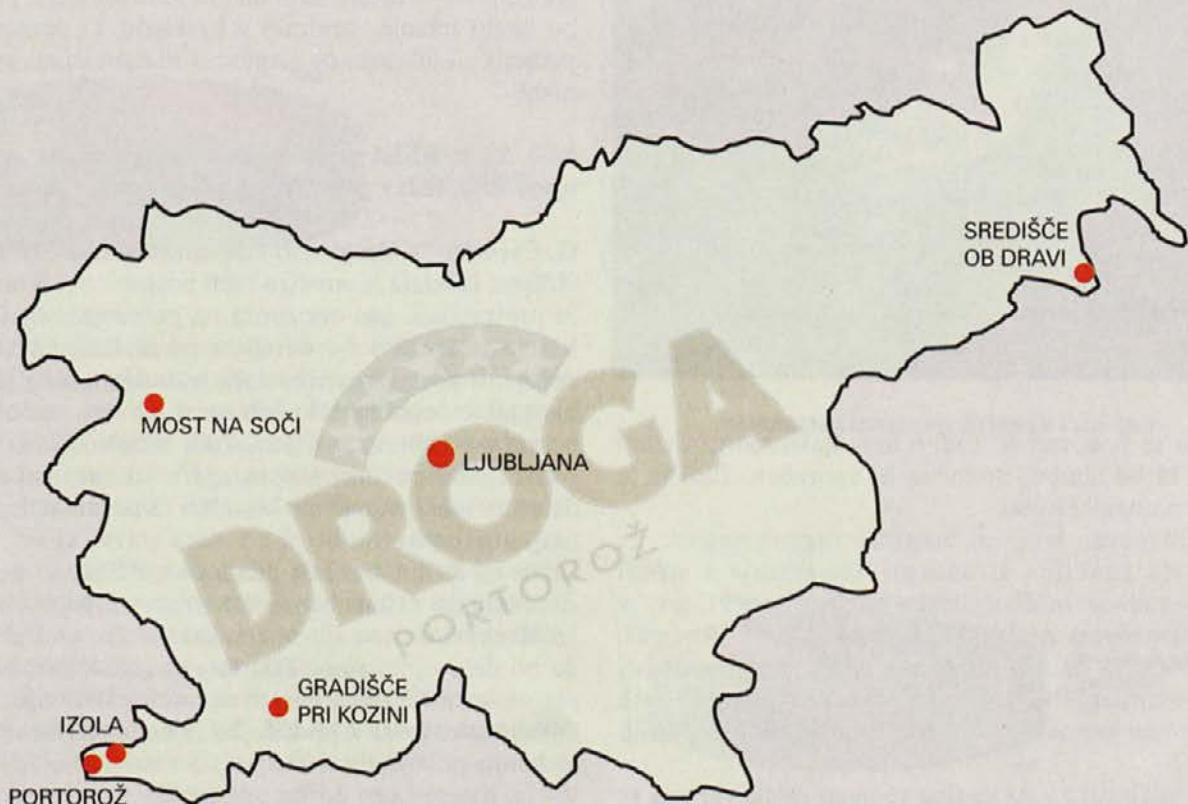 SREDIŠČE
OB DRAVI
MOST NA SOČI
LJUBLJANA
DROGA
PORTOROŽ
GRADIŠČE
PRI KOZINI
IZOLA
PORTOROŽ